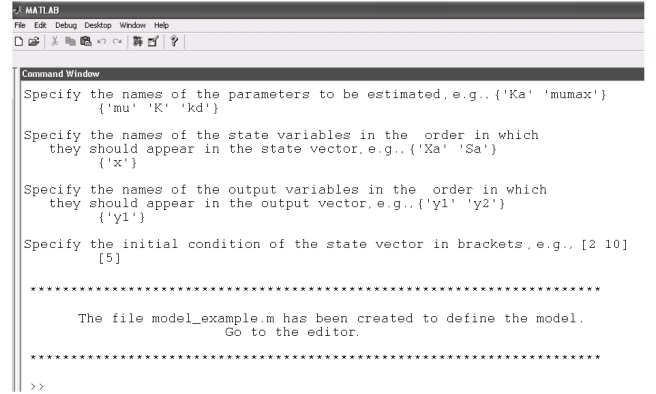 MATLAB
File Edit Debug Desktop Window Help
Command Window
Specify the names of the parameters to be estimated, e.g., {'Ka' 'mumax'}
{'mu' 'K' 'kd'}
Specify the names of the state variables in the order in which
they should appear in the state vector, e.g., {'Xa' 'Sa'}
{'x'}
Specify the names of the output variables in the order in which
they should appear in the output vector, e.g., {'y1' 'y2'}
{'y1'}
Specify the initial condition of the state vector in brackets, e.g., [2 10]
[5]
**********************************************************************
The file model_example.m has been created to define the model.
Go to the editor.
**********************************************************************
>>